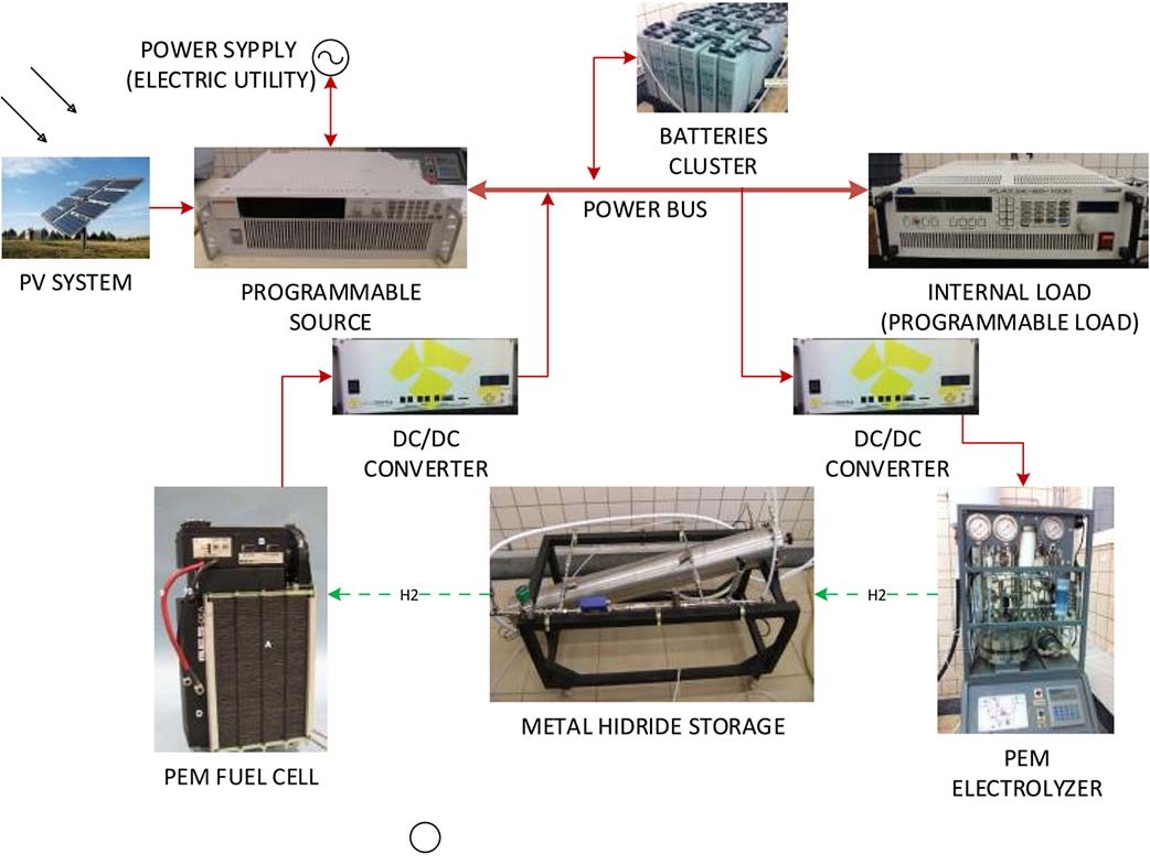 POWER SYPPLY
(ELECTRIC UTILITY)
BATTERIES
CLUSTER
POWER BUS
PV SYSTEM
PROGRAMMABLE
SOURCE
INTERNAL LOAD
(PROGRAMMABLE LOAD)
DC/DC
CONVERTER
DC/DC
CONVERTER
H2
H2
A
D
METAL HIDRIDE STORAGE
PEM FUEL CELL
PEM
ELECTROLYZER